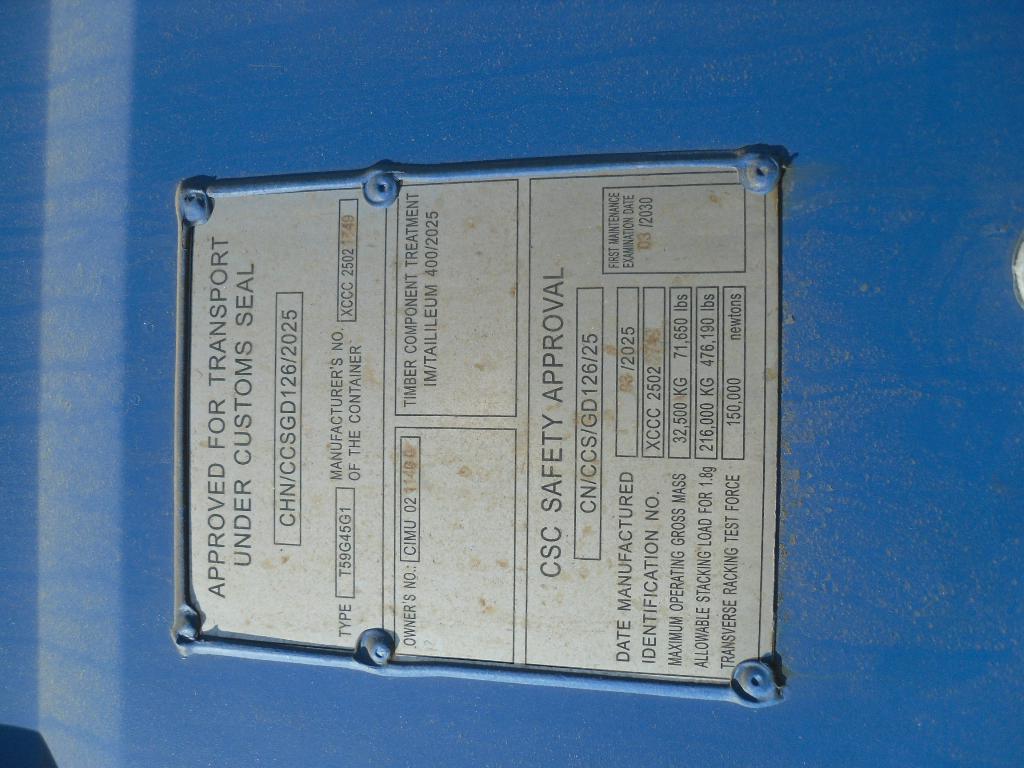 APPROVED FOR TRANSPORT
UNDER CUSTOMS SEAL
CHN/CCSGD126/2025
TYPE T59G45G1 MANUFACTURER'S NO. OF THE CONTAINER XCCC 2502
OWNER'S NO.: CIMU 02
TIMBER COMPONENT TREATMENT
IM/TAILILEUM 400/2025
CSC SAFETY APPROVAL
CN/CCS/GD126/25
DATE MANUFACTURED 03 /2025
IDENTIFICATION NO. XCCC 2502
MAXIMUM OPERATING GROSS MASS 32,500 KG 71,650 lbs
ALLOWABLE STACKING LOAD FOR 1.8g 216,000 KG 476,190 lbs
TRANSVERSE RACKING TEST FORCE 150,000 newtons
FIRST MAINTENANCE
EXAMINATION DATE
03 /2030